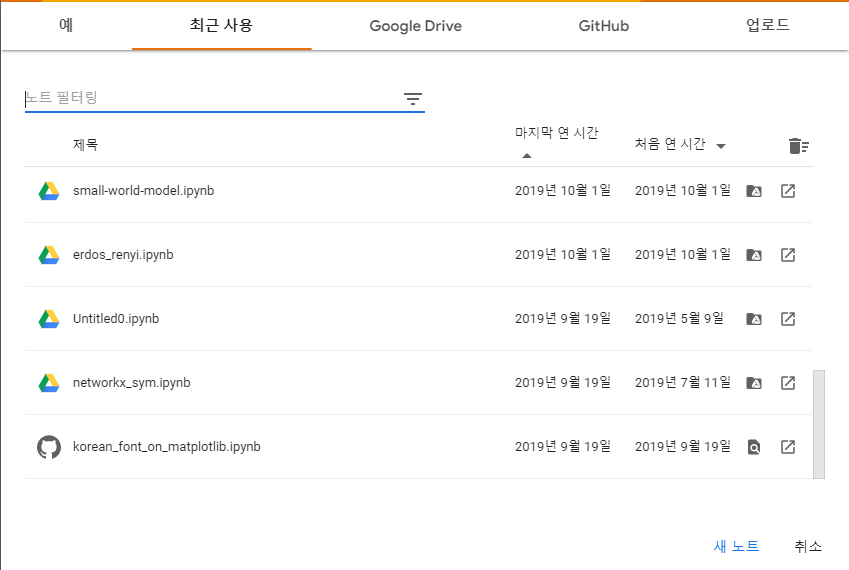 예 최근 사용 Google Drive GitHub 업로드
노트 필터링
제목 마지막 연 시간 처음 연 시간
small-world-model.ipynb 2019년 10월 1일 2019년 10월 1일
erdos_renyi.ipynb 2019년 10월 1일 2019년 10월 1일
Untitled0.ipynb 2019년 9월 19일 2019년 5월 9일
networkx_sym.ipynb 2019년 9월 19일 2019년 7월 11일
korean_font_on_matplotlib.ipynb 2019년 9월 19일 2019년 9월 19일
새 노트 취소